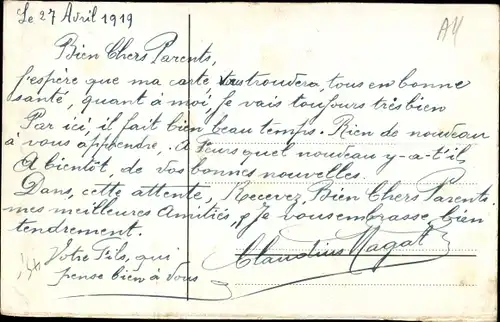 Le 27 Avril 1919
A4
Bien Chers Parents,
J'espère que ma carte vous trouvera, tous en bonne
santé, quant à moi, je vais toujours très bien
Par ici, il fait bien beau temps. Rien de nouveau
à vous apprendre. A quel nouveau y-a-t'il,
A bientôt, de vos bonnes nouvelles.
Dans, cette attente, Recevez, Bien Chers Parents
mes meilleures Amitiés, Je vous embrasse, bien
tendrement.
Votre Fils, qui
pense bien à vous
Claudius Magat